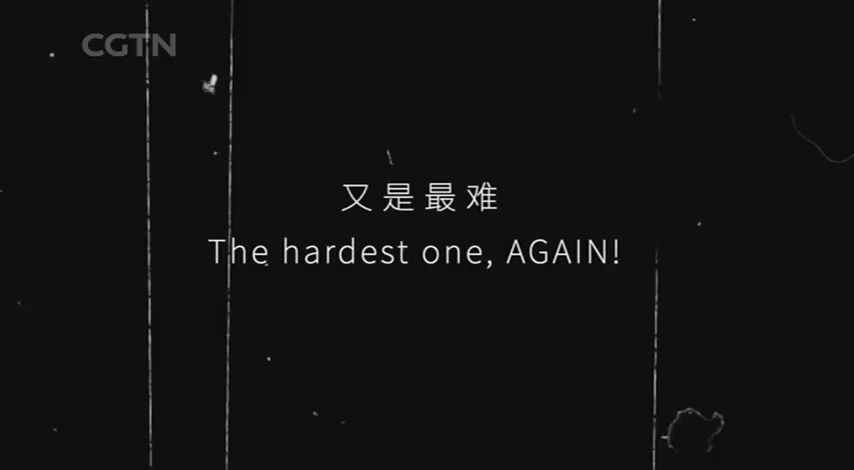 CGTN
又是最难
The hardest one, AGAIN!